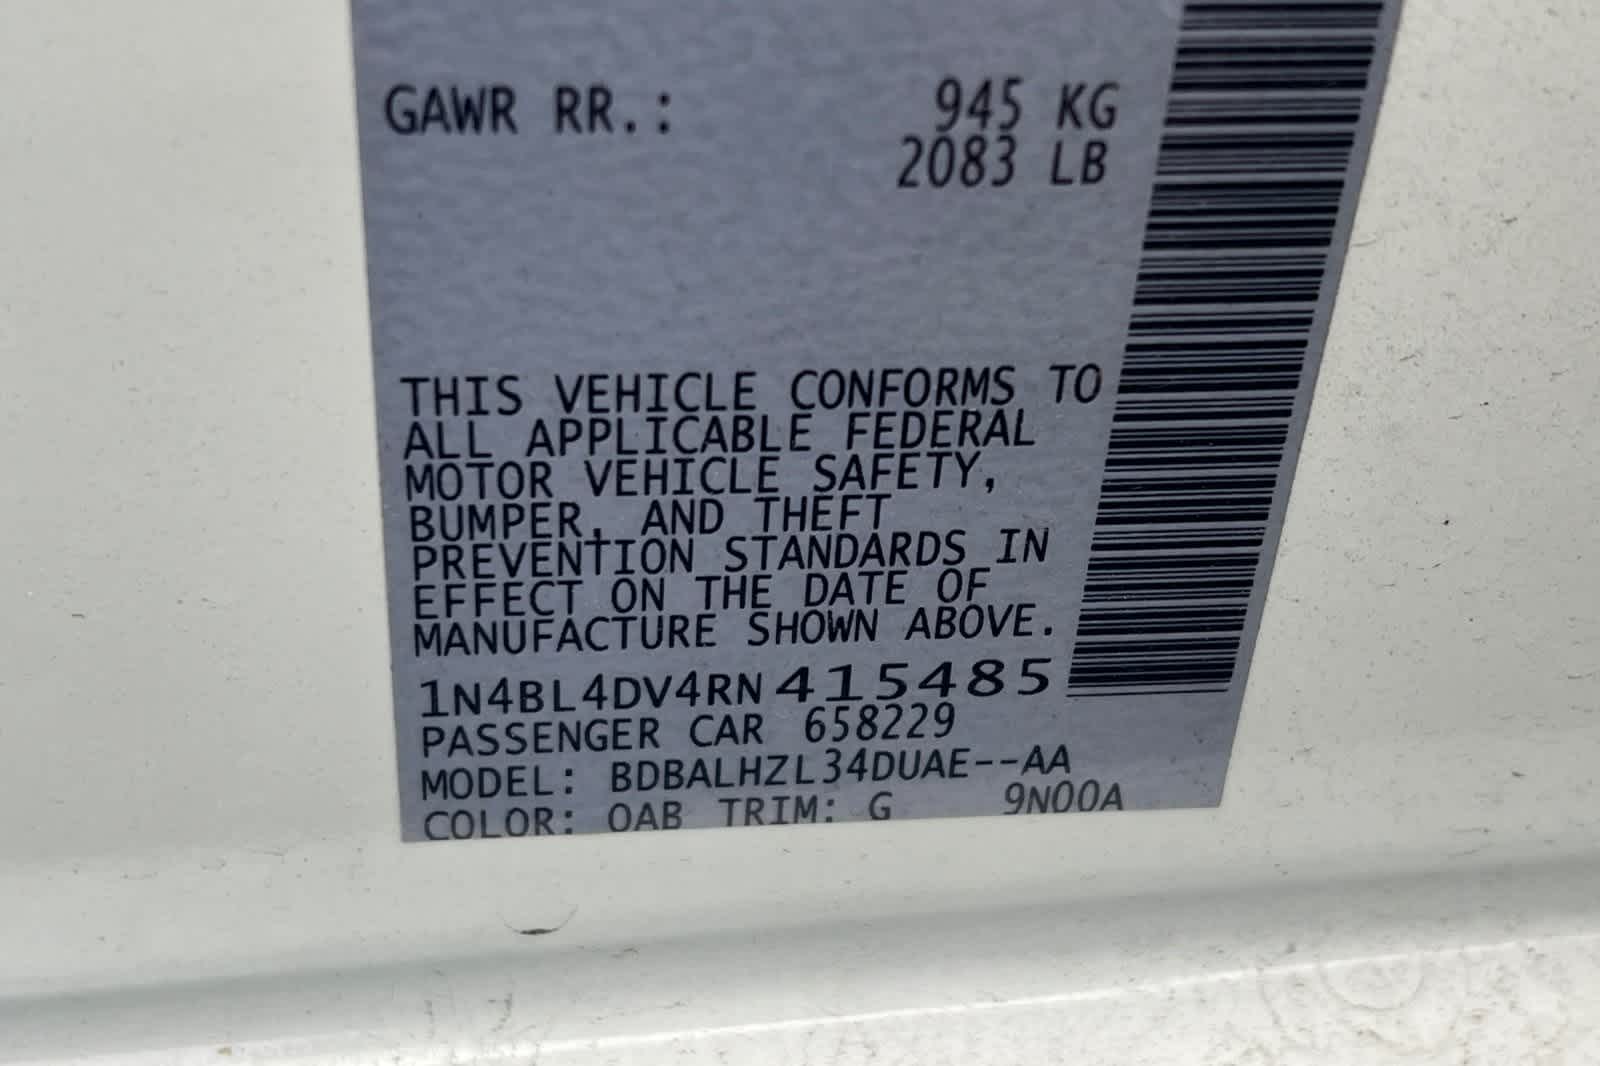 GAWR RR.: 945 KG
2083 LB
THIS VEHICLE CONFORMS TO
ALL APPLICABLE FEDERAL
MOTOR VEHICLE SAFETY,
BUMPER, AND THEFT
PREVENTION STANDARDS IN
EFFECT ON THE DATE OF
MANUFACTURE SHOWN ABOVE.
1N4BL4DV4RN415485
PASSENGER CAR 658229
MODEL: BDBALHZL34DUAE--AA
COLOR: QAB TRIM: G 9N00A